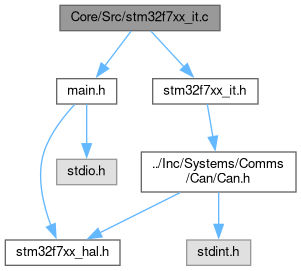 Core/Src/stm32f7xx_it.c
main.h
stm32f7xx_it.h
stdio.h
../Inc/Systems/Comms
/Can/Can.h
stm32f7xx_hal.h
stdint.h